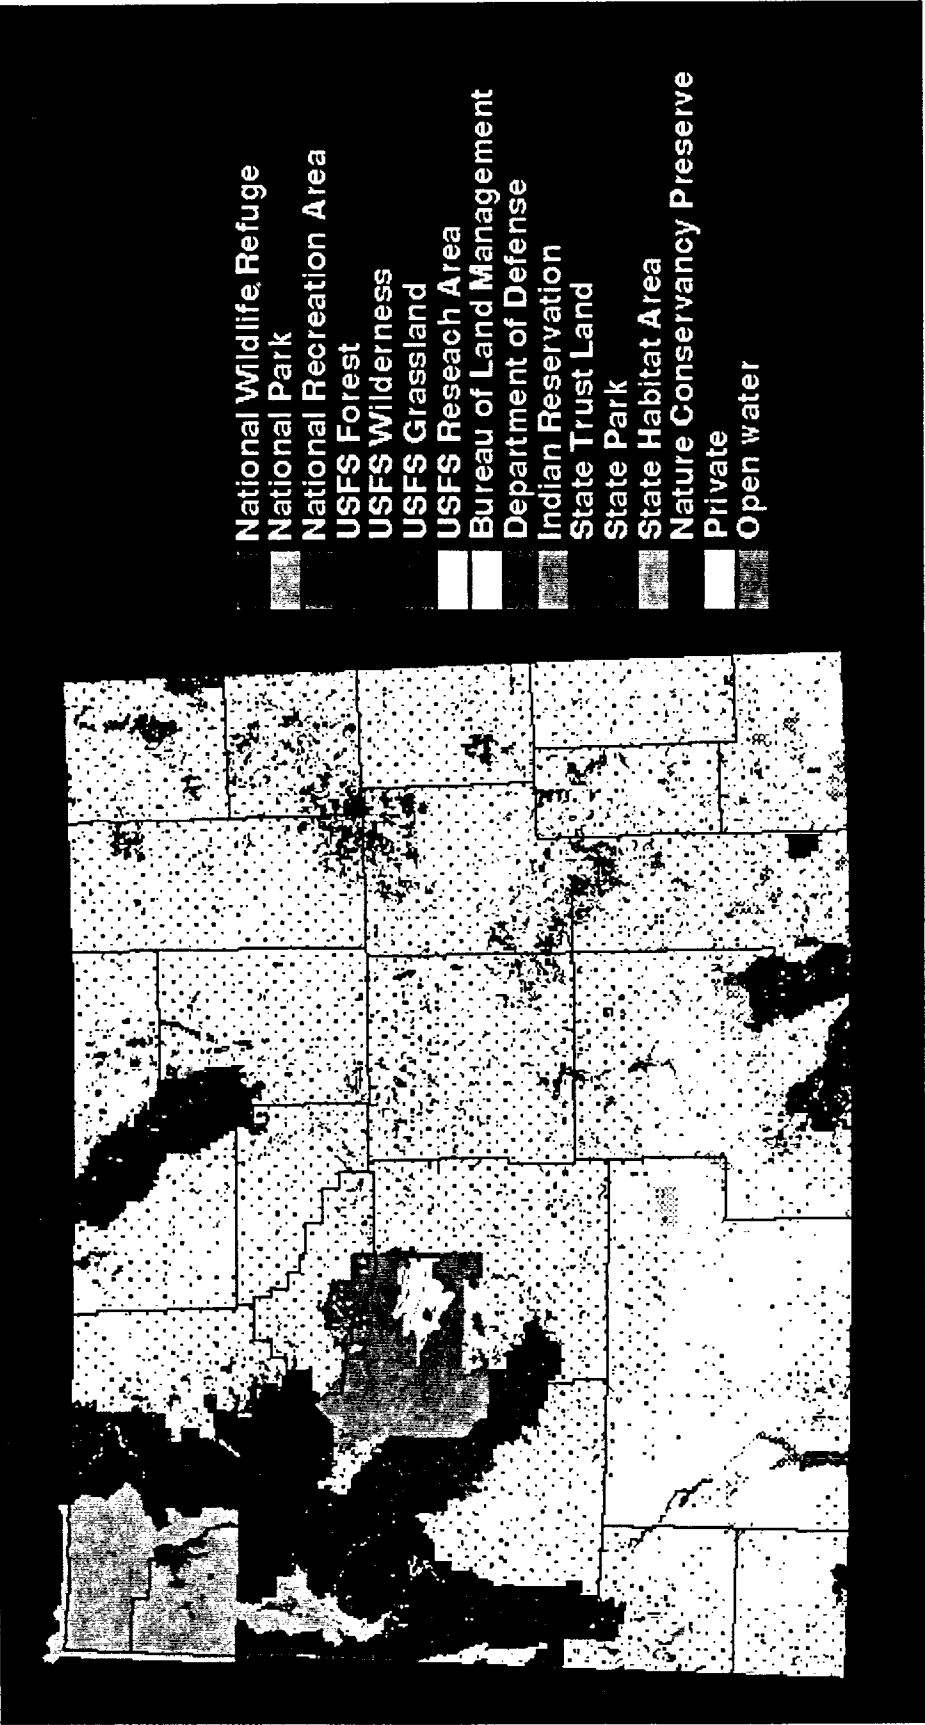 National Wildlife Refuge
National Park
National Recreation Area
USFS Forest
USFS Wilderness
USFS Grassland
USFS Reseach Area
Bureau of Land Management
Department of Defense
Indian Reservation
State Trust Land
State Park
State Habitat Area
Nature Conservancy Preserve
Private
Open water